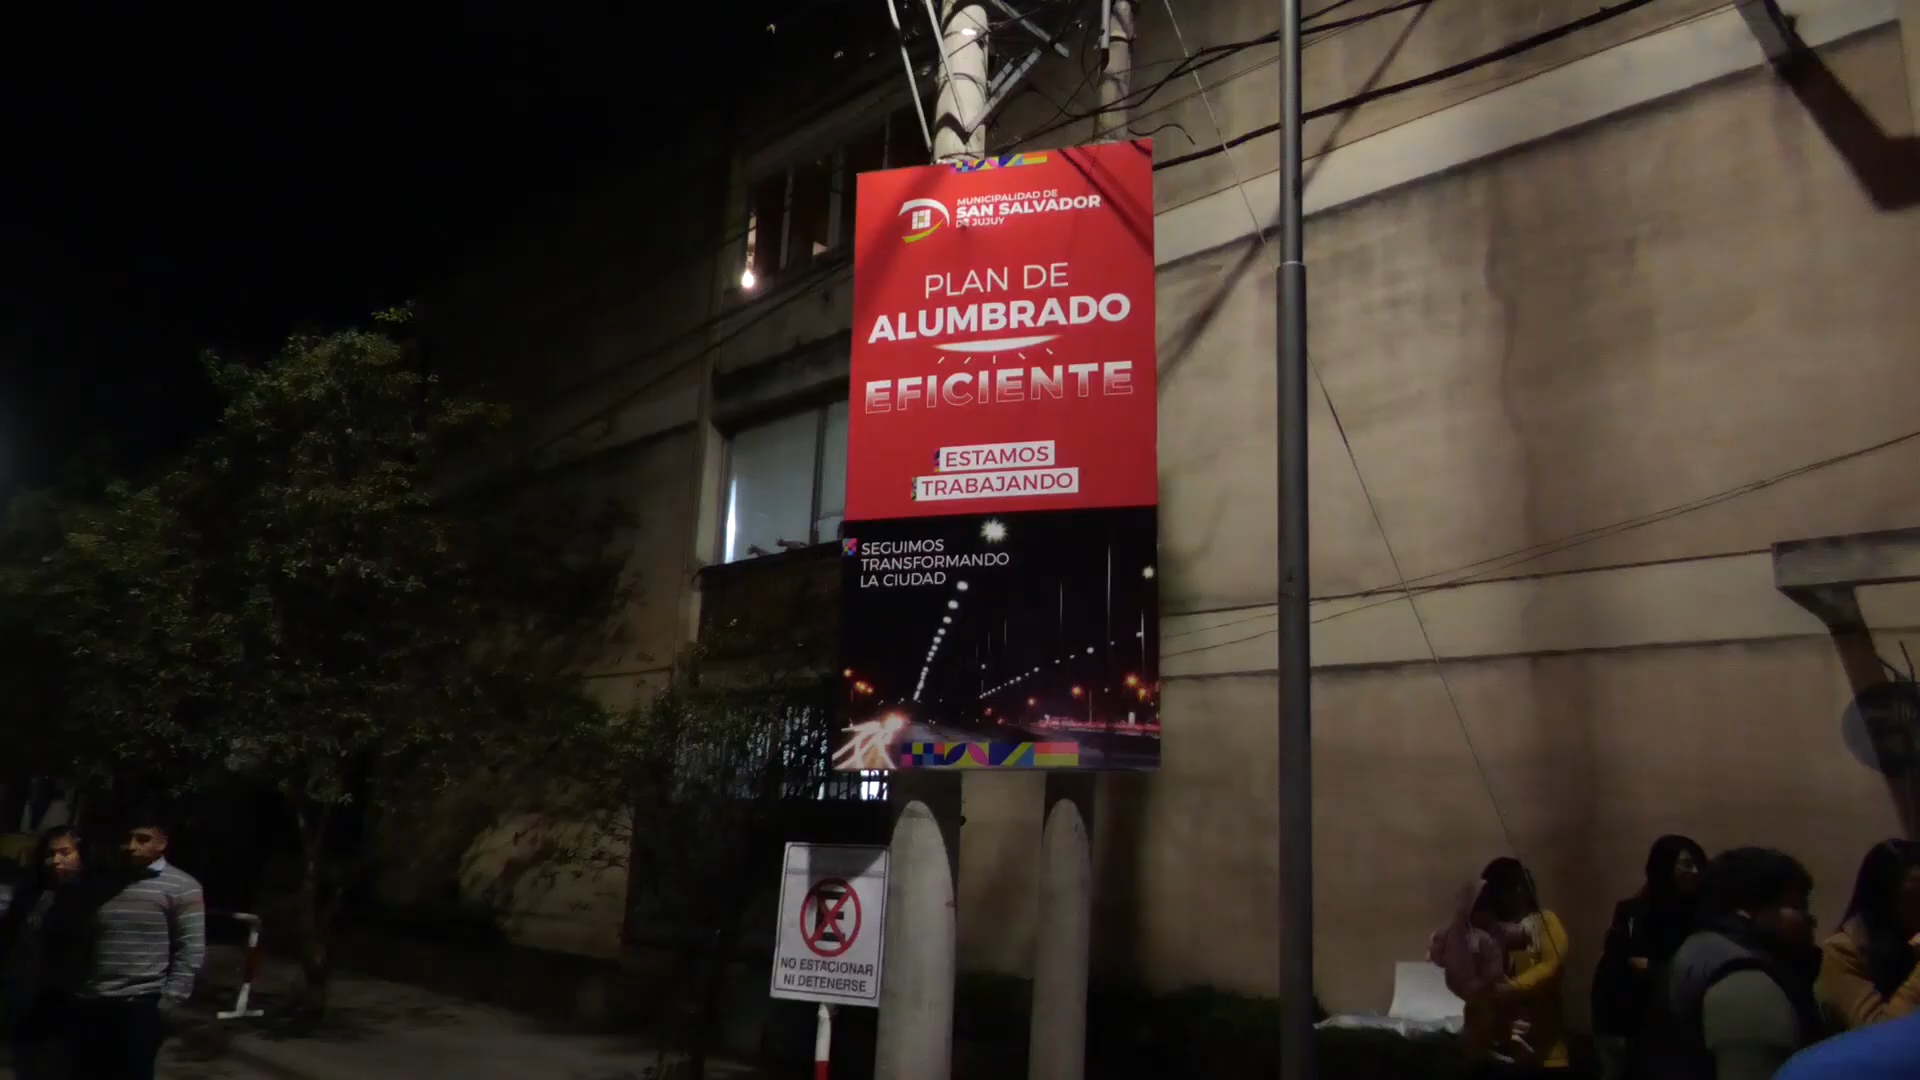 MUNICIPALIDAD DE
SAN SALVADOR
DE JUJUY
PLAN DE
ALUMBRADO
EFICIENTE
ESTAMOS
TRABAJANDO
SEGUIMOS
TRANSFORMANDO
LA CIUDAD
E
NO ESTACIONAR
NI DETENERSE